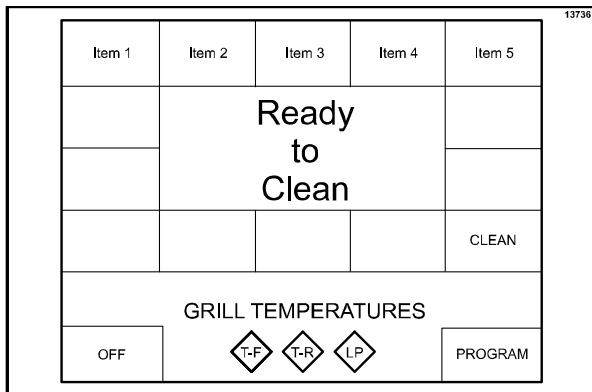 13736
Item 1 Item 2 Item 3 Item 4 Item 5
Ready
to
Clean
CLEAN
GRILL TEMPERATURES
OFF T-F T-R LP PROGRAM